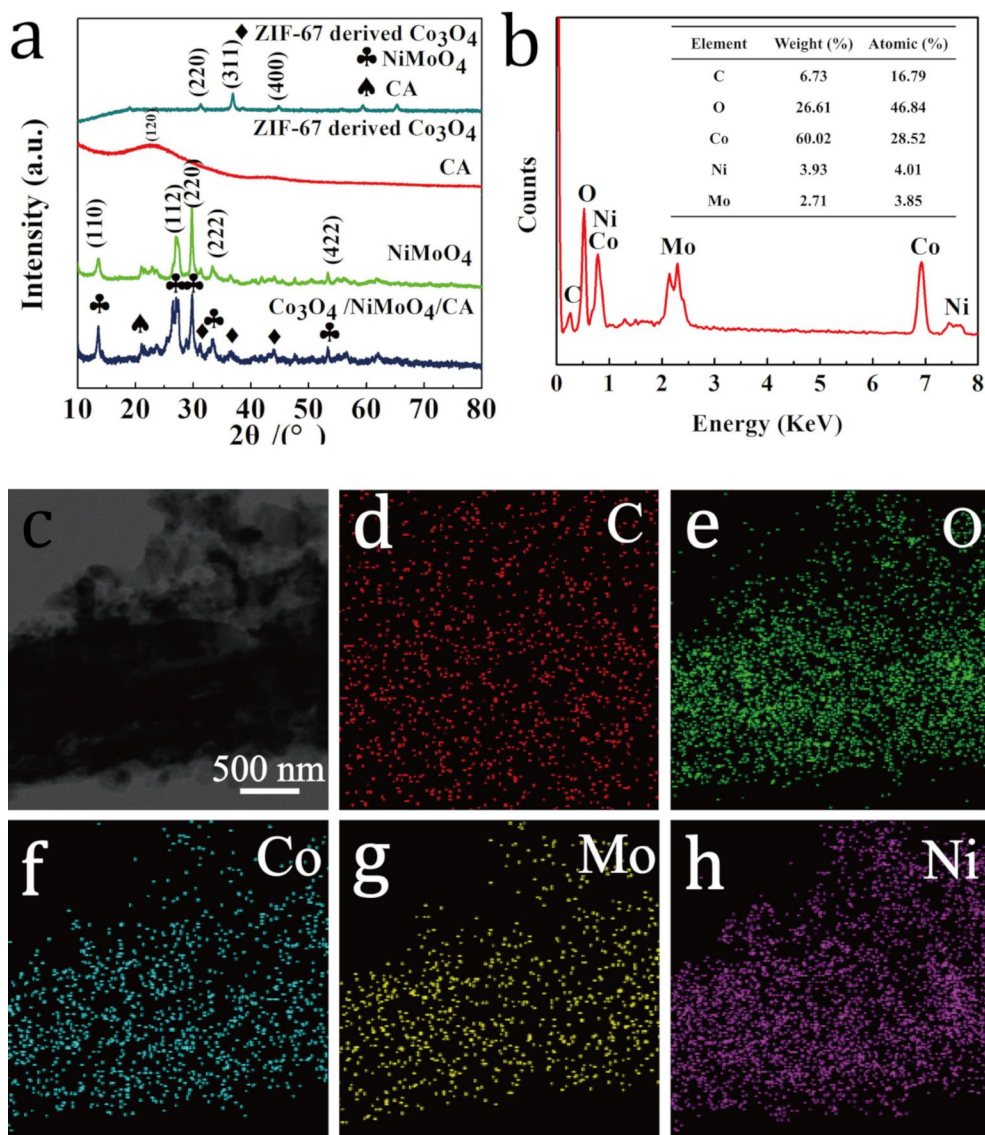 a
♦ ZIF-67 derived Co3O4
♣ NiMoO4
♠ CA
(220)
(311)
(400)
ZIF-67 derived Co3O4
(120)
CA
(110)
(112)
(220)
(222)
(422)
NiMoO4
Co3O4 /NiMoO4/CA
Intensity (a.u.)
10 20 30 40 50 60 70 80
2θ /(°)
b
Element Weight (%) Atomic (%)
C 6.73 16.79
O 26.61 46.84
Co 60.02 28.52
Ni 3.93 4.01
Mo 2.71 3.85
Counts
C
O
Ni
Co
Mo
Co
Ni
0 1 2 3 4 5 6 7 8
Energy (KeV)
c
500 nm
d C
e O
f Co
g Mo
h Ni